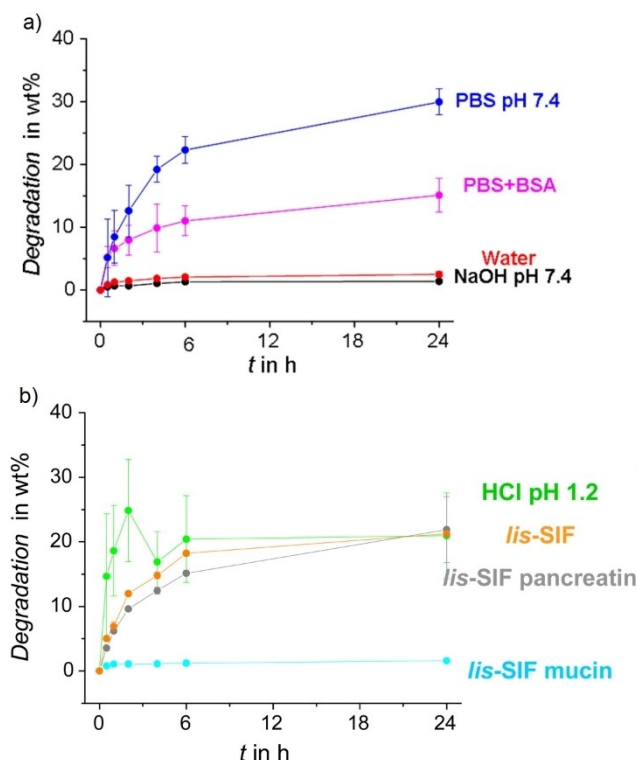 a)
40
30
20
10
0
Degradation in wt%
PBS pH 7.4
PBS+BSA
Water
NaOH pH 7.4
0 6 12 18 24
t in h
b)
40
30
20
10
0
Degradation in wt%
HCl pH 1.2
lis-SIF
lis-SIF pancreatin
lis-SIF mucin
0 6 12 18 24
t in h